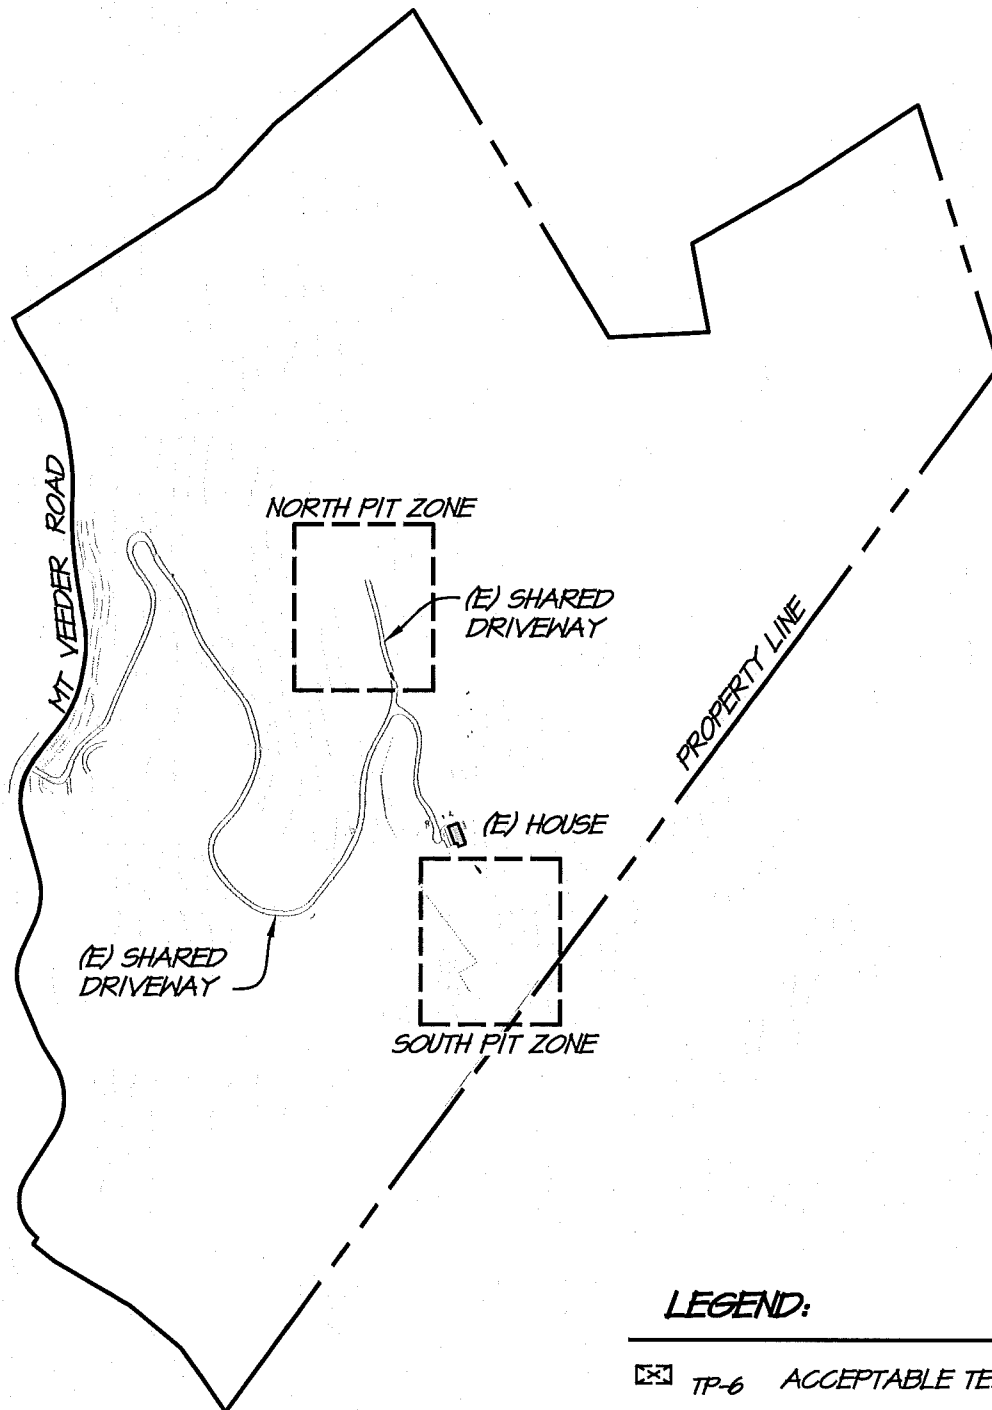 NORTH PIT ZONE
MT VEEDER ROAD
(E) SHARED
DRIVEWAY
PROPERTY LINE
(E) HOUSE
(E) SHARED
DRIVEWAY
SOUTH PIT ZONE
LEGEND:
TP-6 ACCEPTABLE